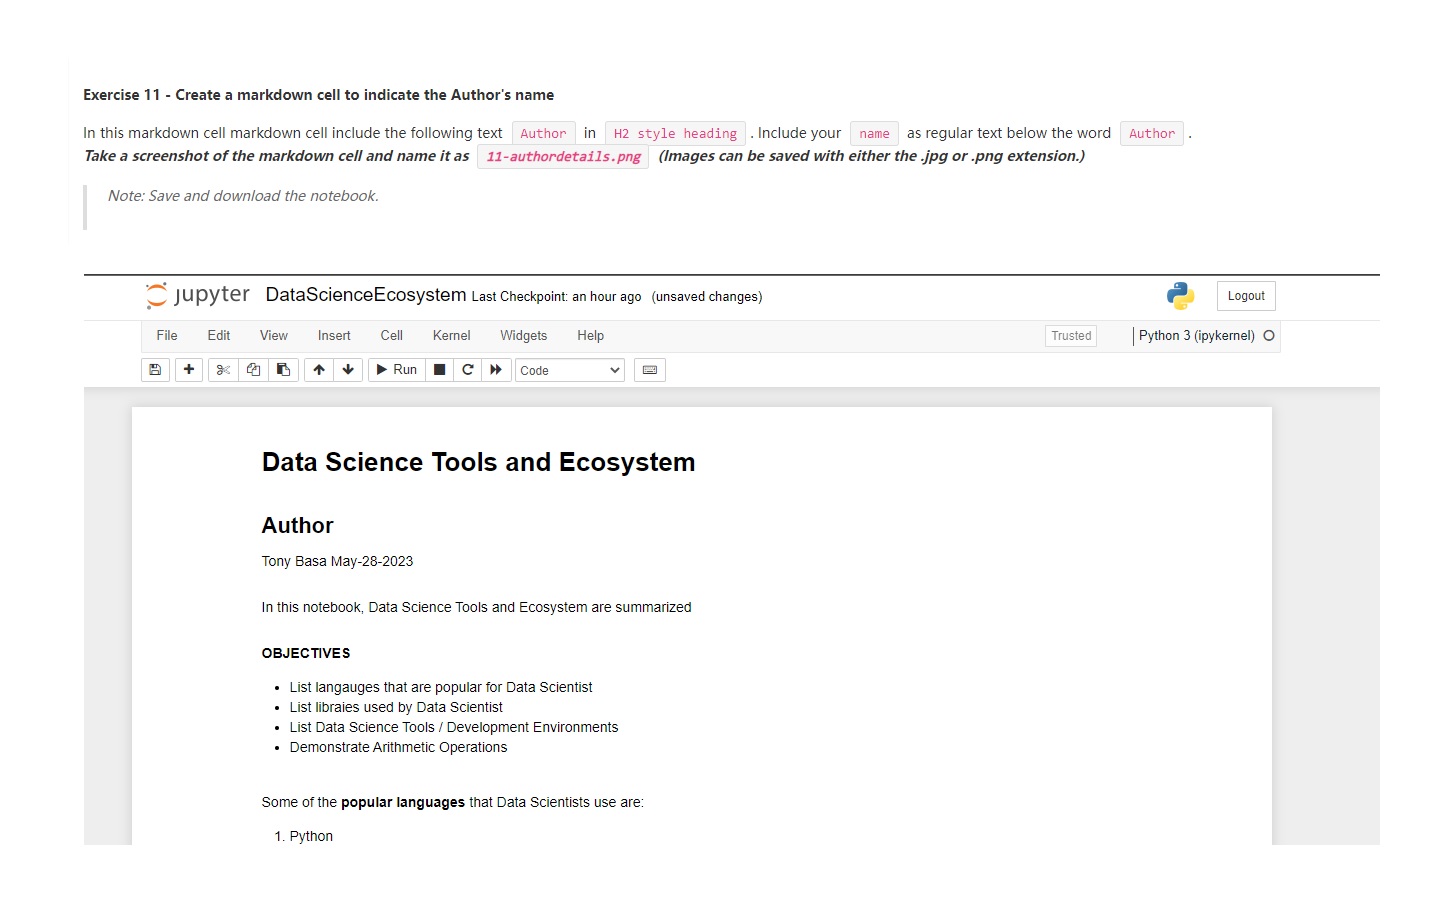 Exercise 11 - Create a markdown cell to indicate the Author's name
In this markdown cell markdown cell include the following text Author in H2 style heading . Include your name as regular text below the word Author .
Take a screenshot of the markdown cell and name it as 11-authordetails.png (Images can be saved with either the .jpg or .png extension.)
Note: Save and download the notebook.
jupyter DataScienceEcosystem Last Checkpoint: an hour ago (unsaved changes) Logout
File Edit View Insert Cell Kernel Widgets Help Trusted Python 3 (ipykernel)
Run Code
Data Science Tools and Ecosystem
Author
Tony Basa May-28-2023
In this notebook, Data Science Tools and Ecosystem are summarized
OBJECTIVES
• List langauges that are popular for Data Scientist
• List libraies used by Data Scientist
• List Data Science Tools / Development Environments
• Demonstrate Arithmetic Operations
Some of the popular languages that Data Scientists use are:
1. Python